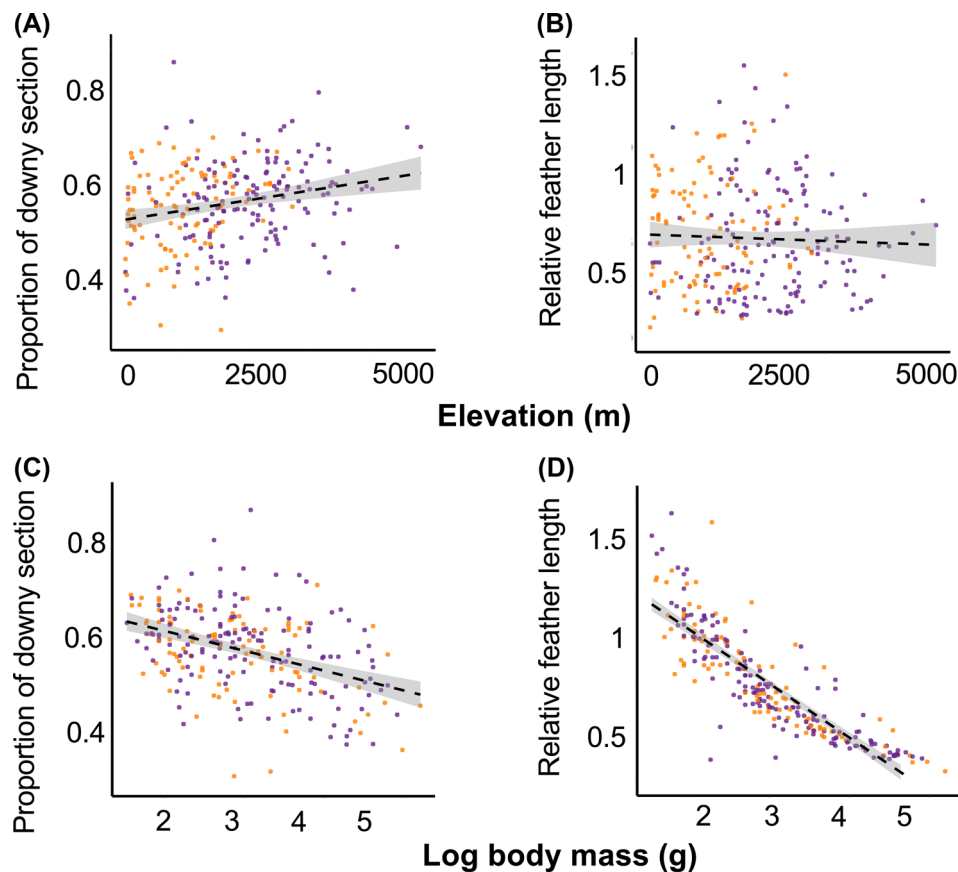 (A)
Proportion of downy section
0.8
0.6
0.4
0 2500 5000
(B)
Relative feather length
1.5
1
0.5
0 2500 5000
Elevation (m)
(C)
Proportion of downy section
0.8
0.6
0.4
2 3 4 5
(D)
Relative feather length
1.5
1
0.5
2 3 4 5
Log body mass (g)